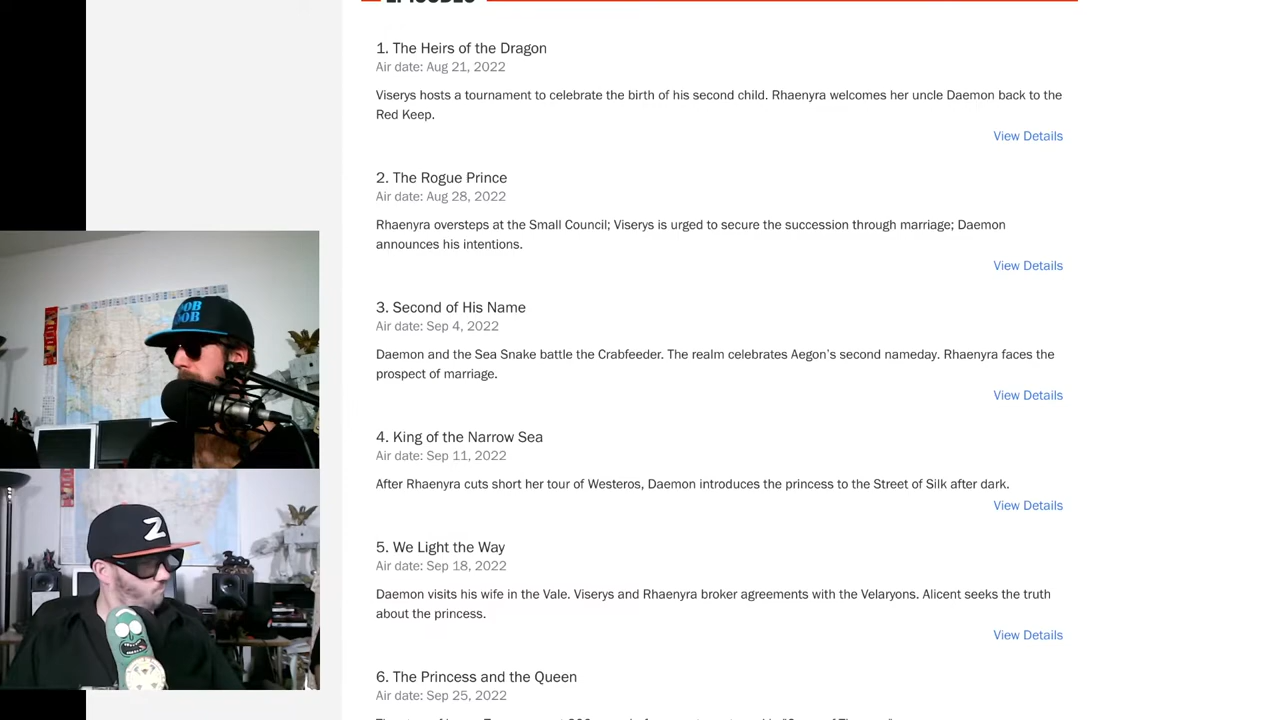 1. The Heirs of the Dragon
Air date: Aug 21, 2022
Viserys hosts a tournament to celebrate the birth of his second child. Rhaenyra welcomes her uncle Daemon back to the
Red Keep.
View Details
2. The Rogue Prince
Air date: Aug 28, 2022
Rhaenyra oversteps at the Small Council; Viserys is urged to secure the succession through marriage; Daemon
announces his intentions.
View Details
3. Second of His Name
Air date: Sep 4, 2022
Daemon and the Sea Snake battle the Crabfeeder. The realm celebrates Aegon’s second nameday. Rhaenyra faces the
prospect of marriage.
View Details
4. King of the Narrow Sea
Air date: Sep 11, 2022
After Rhaenyra cuts short her tour of Westeros, Daemon introduces the princess to the Street of Silk after dark.
View Details
5. We Light the Way
Air date: Sep 18, 2022
Daemon visits his wife in the Vale. Viserys and Rhaenyra broker agreements with the Velaryons. Alicent seeks the truth
about the princess.
View Details
6. The Princess and the Queen
Air date: Sep 25, 2022
Z